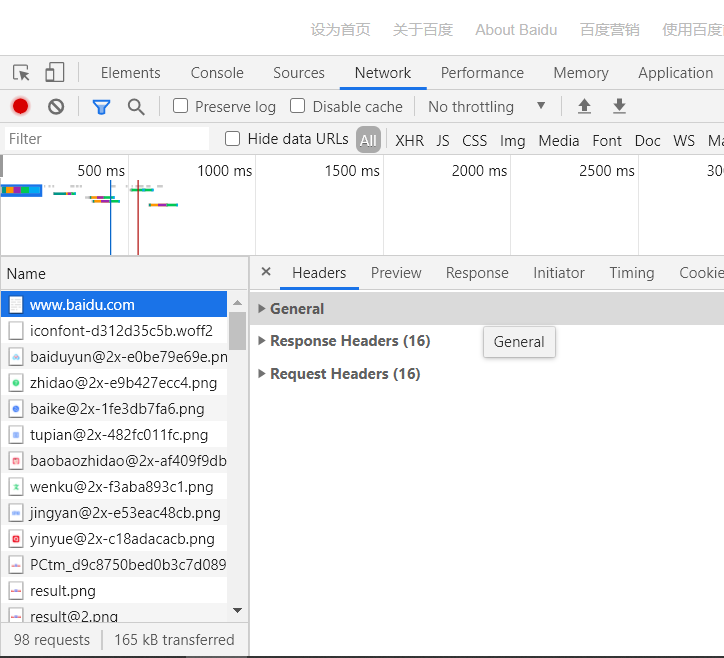 设为首页 关于百度 About Baidu 百度营销 使用百度
Elements Console Sources Network Performance Memory Application
Preserve log Disable cache No throttling
Filter Hide data URLs All XHR JS CSS Img Media Font Doc WS Ma
500 ms 1000 ms 1500 ms 2000 ms 2500 ms 30
Name
× Headers Preview Response Initiator Timing Cookie
www.baidu.com
General
iconfont-d312d35c5b.woff2
Response Headers (16)
General
baiduyun@2x-e0be79e69e.pn
Request Headers (16)
zhidao@2x-e9b427ecc4.png
baike@2x-1fe3db7fa6.png
tupian@2x-482fc011fc.png
baobaozhidao@2x-af409f9db
wenku@2x-f3aba893c1.png
jingyan@2x-e53eac48cb.png
yinyue@2x-c18adacacb.png
PCtm_d9c8750bed0b3c7d089
result.png
result@2.png
98 requests 165 kB transferred